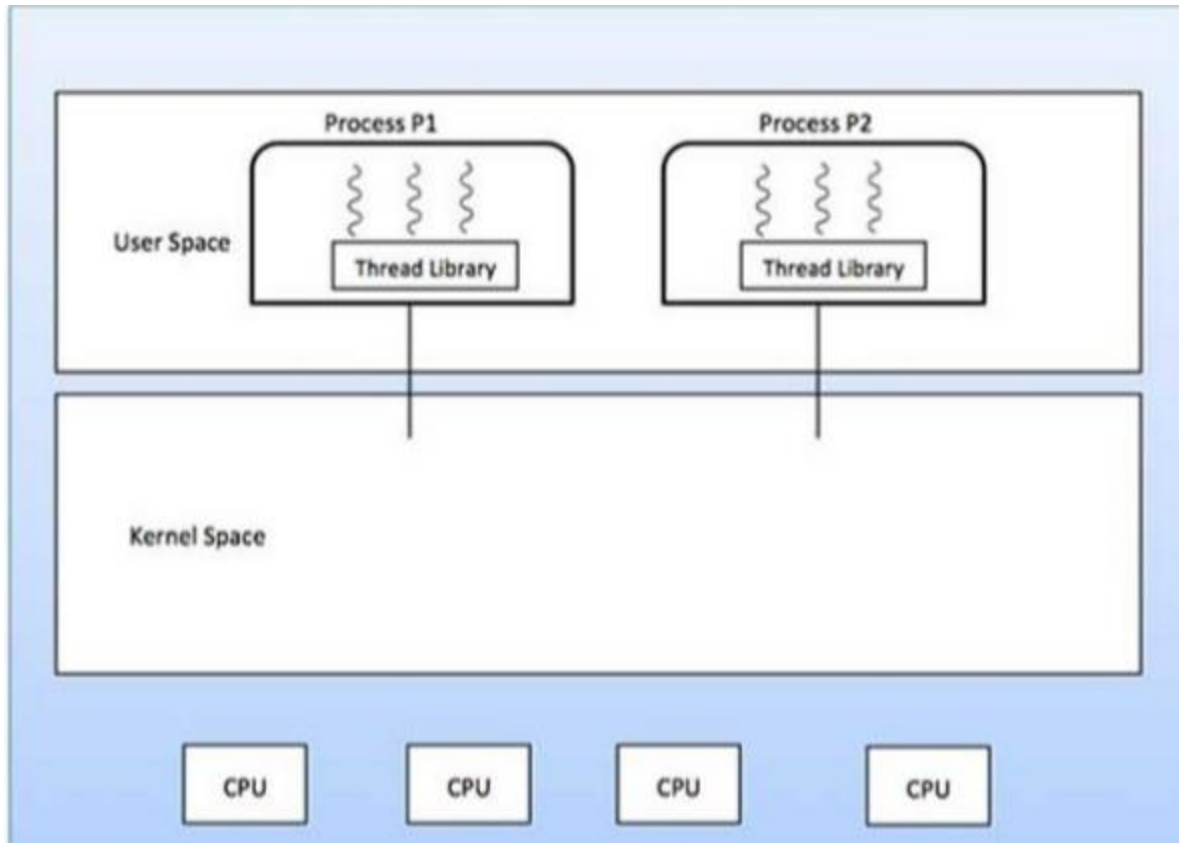 Process P1
Process P2
User Space
Thread Library
Thread Library
Kernel Space
CPU
CPU
CPU
CPU